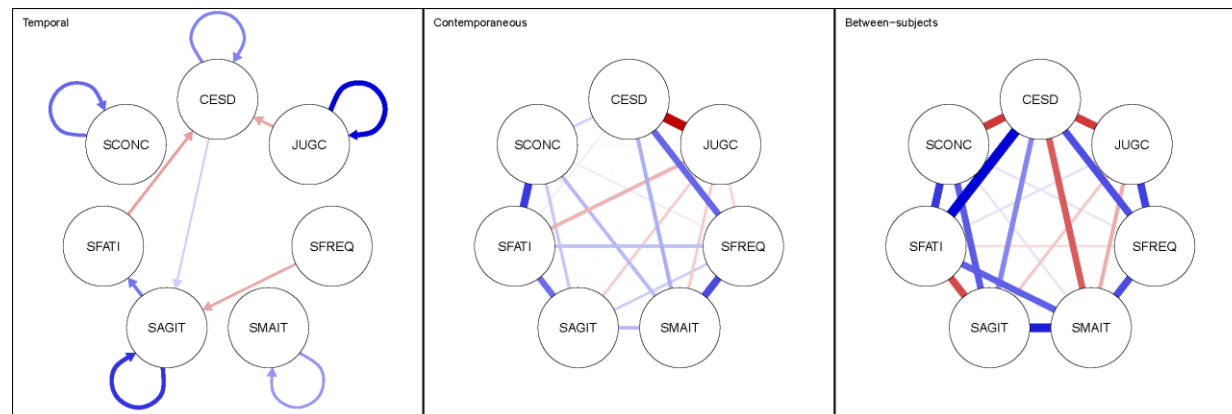 Temporal
CESD
SCONC
JUGC
SFATI
SFREQ
SAGIT
SMAIT
Contemporaneous
CESD
SCONC
JUGC
SFATI
SFREQ
SAGIT
SMAIT
Between-subjects
CESD
SCONC
JUGC
SFATI
SFREQ
SAGIT
SMAIT